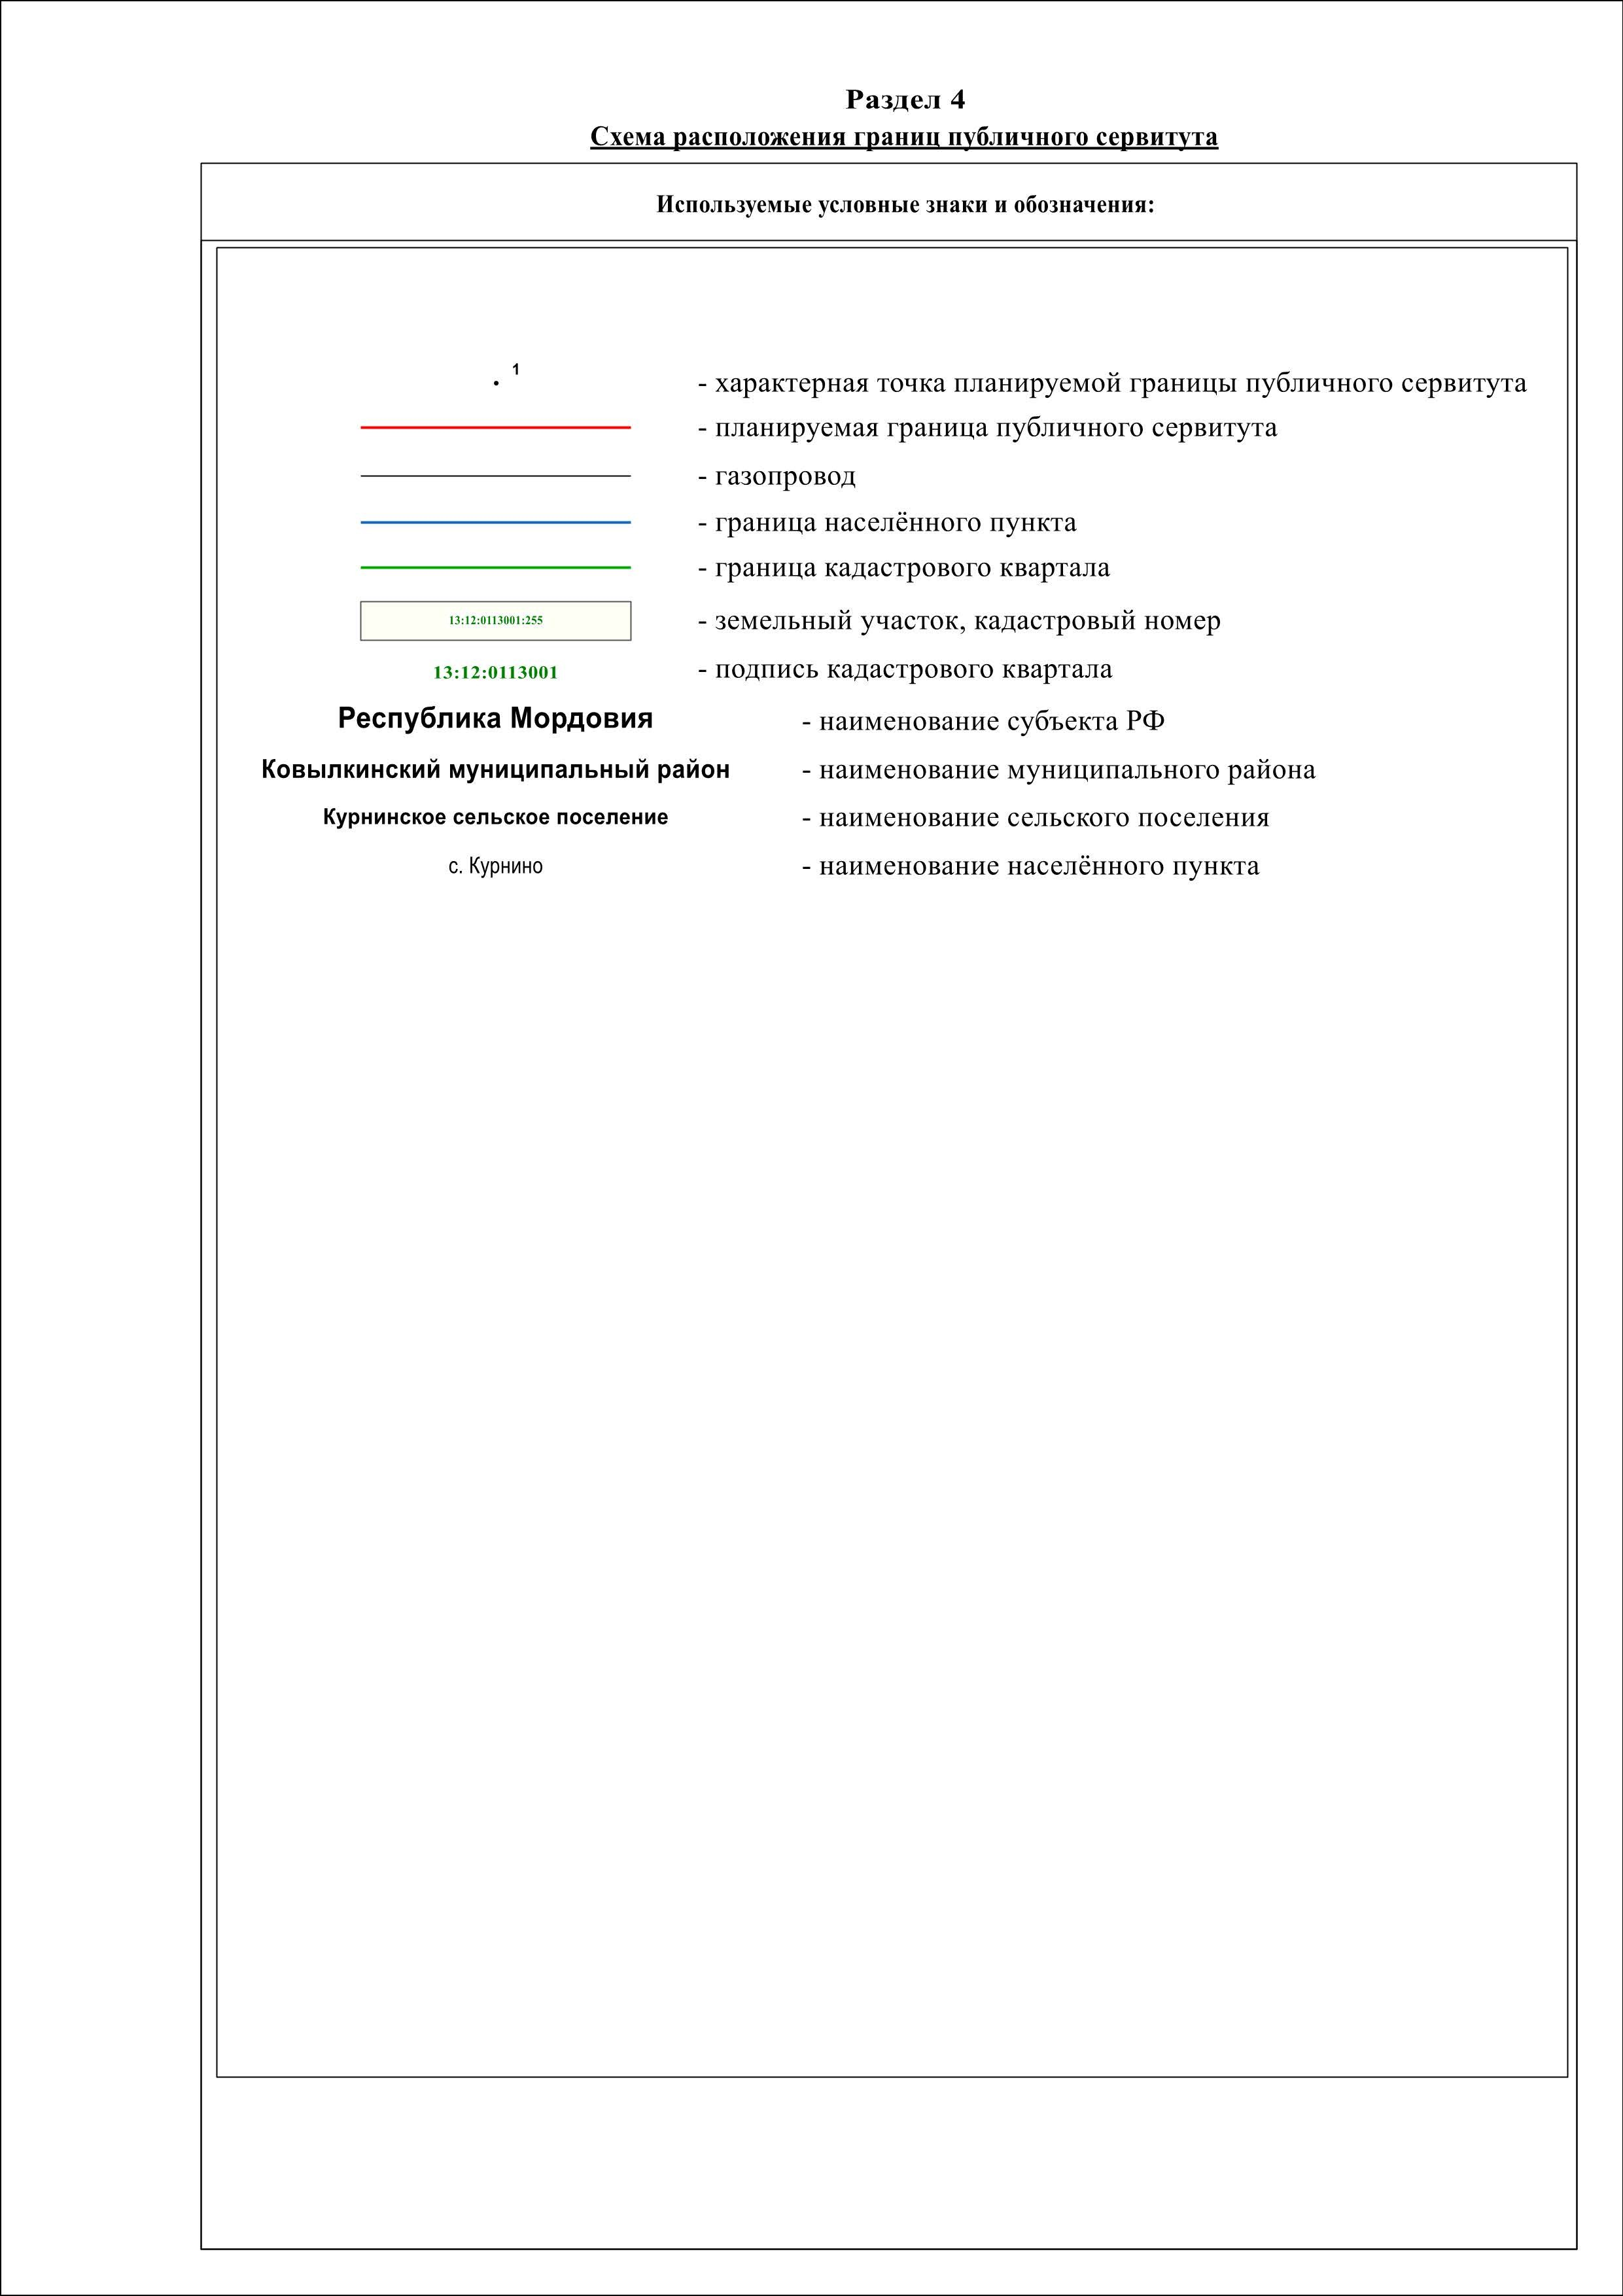 Раздел 4
Схема расположения границ публичного сервитута
Используемые условные знаки и обозначения:
1 - характерная точка планируемой границы публичного сервитута
- планируемая граница публичного сервитута
- газопровод
- граница населённого пункта
- граница кадастрового квартала
13:12:0113001:255 - земельный участок, кадастровый номер
13:12:0113001 - подпись кадастрового квартала
Республика Мордовия - наименование субъекта РФ
Ковылкинский муниципальный район - наименование муниципального района
Курнинское сельское поселение - наименование сельского поселения
с. Курнино - наименование населённого пункта